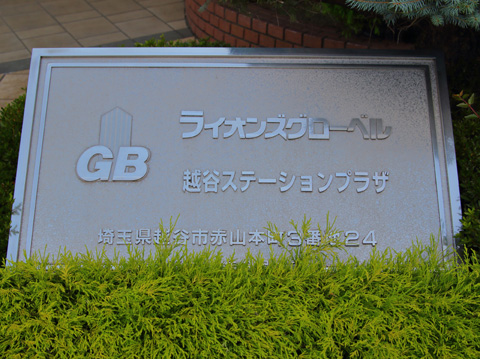 GB
ライオンズグローベル
越谷ステーションプラザ
埼玉県越谷市赤山本町3番地24